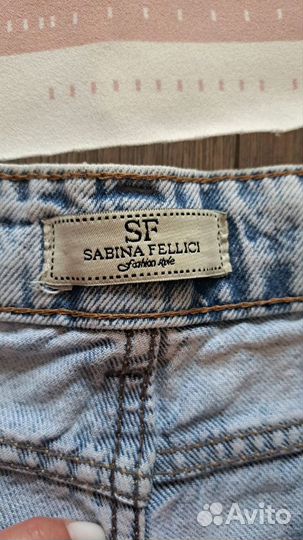 SF
SABINA FELLICI
Fashion style
Avito